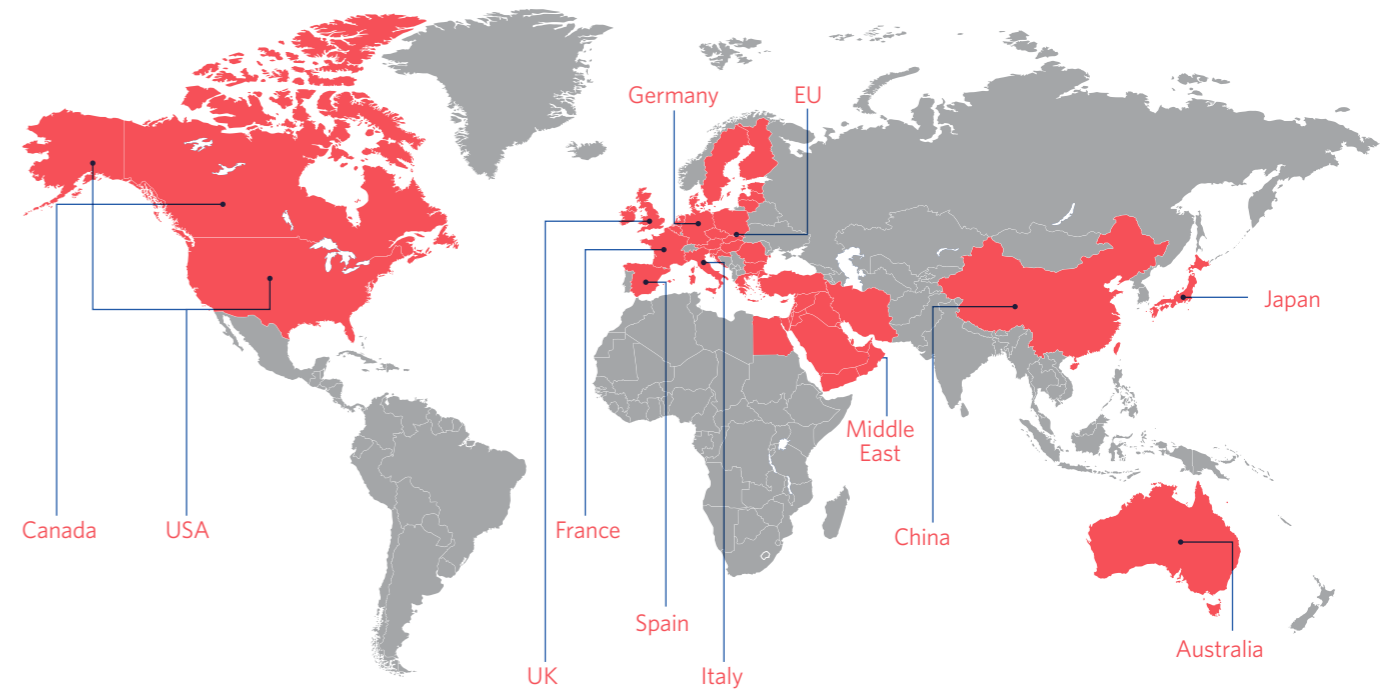 Germany
EU
Japan
Middle
East
Canada
USA
France
China
Spain
Australia
UK
Italy